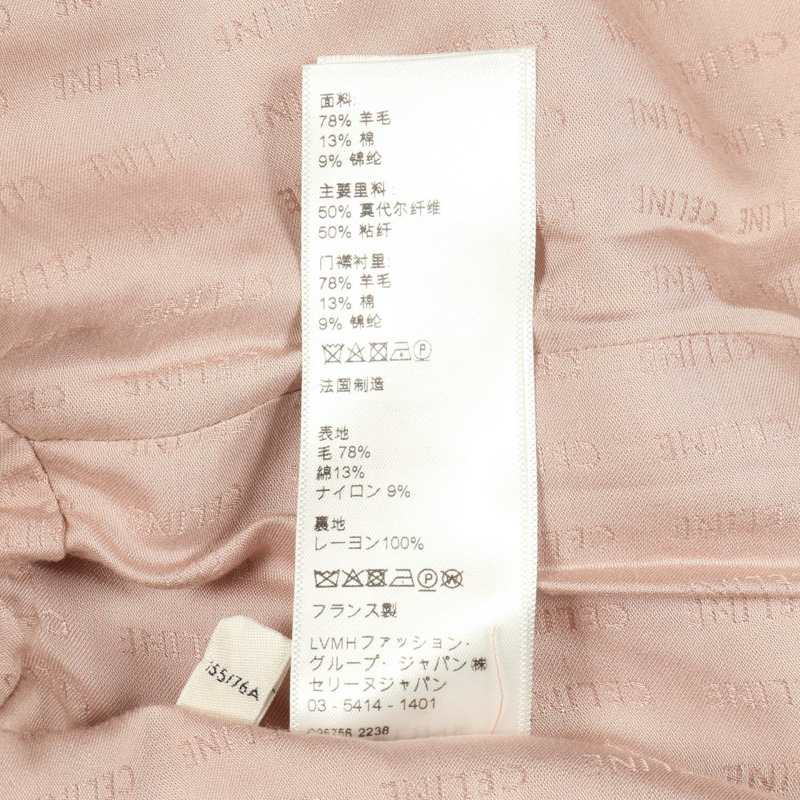 面料:
78% 羊毛
13% 棉
9% 锦纶
主要里料:
50% 莫代尔纤维
50% 粘纤
门襟衬里:
78% 羊毛
13% 棉
9% 锦纶
法国制造
表地
毛 78%
綿13%
ナイロン 9%
裏地
レーヨン100%
フランス製
LVMHファッション・
グループ・ジャパン㈱
セリーヌジャパン
03 - 5414 - 1401
2238
155/76A
CELINE